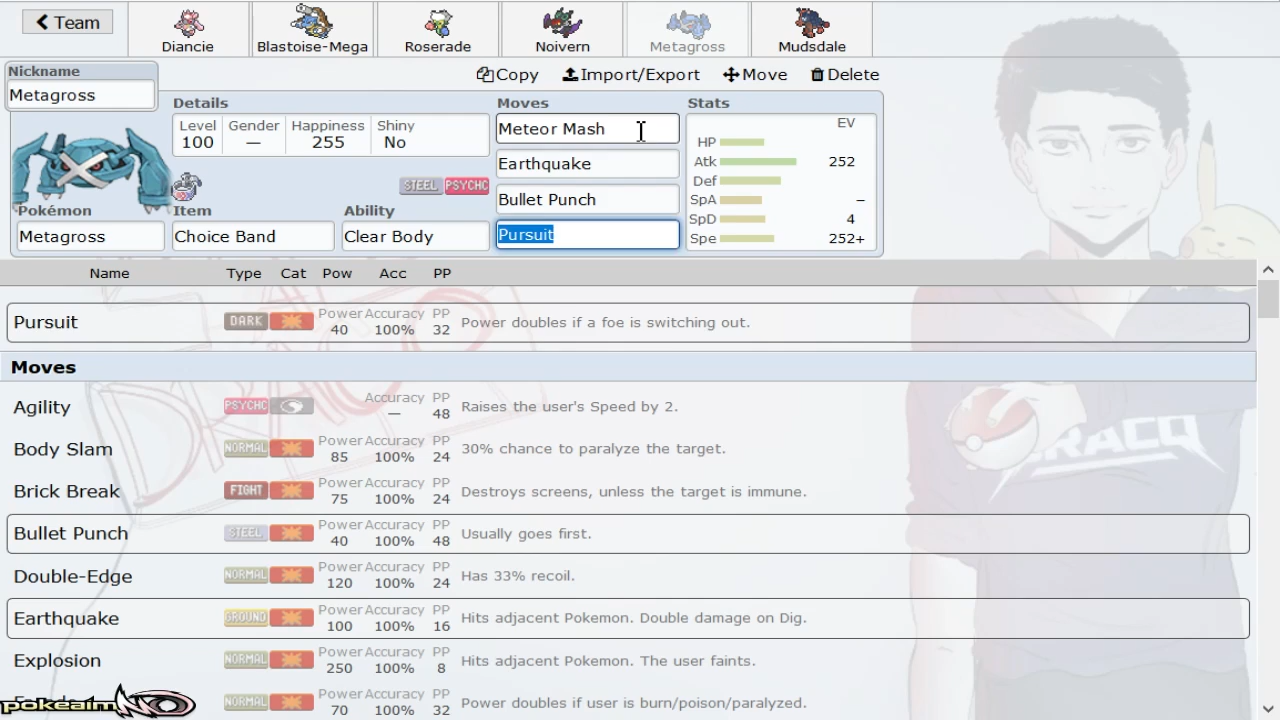 Team
Diancie
Blastoise-Mega
Roserade
Noivern
Metagross
Mudsdale
Nickname
Metagross
Copy
Import/Export
Move
Delete
Details
Level
100
Gender
—
Happiness
255
Shiny
No
STEEL PSYCHC
Pokémon
Metagross
Item
Choice Band
Ability
Clear Body
Moves
Meteor Mash
Earthquake
Bullet Punch
Pursuit
Stats
EV
HP
Atk 252
Def
SpA –
SpD 4
Spe 252+
Name Type Cat Pow Acc PP
Pursuit DARK Power 40 Accuracy 100% PP 32 Power doubles if a foe is switching out.
Moves
Agility PSYCHC Accuracy — PP 48 Raises the user's Speed by 2.
Body Slam NORMAL Power 85 Accuracy 100% PP 24 30% chance to paralyze the target.
Brick Break FIGHT Power 75 Accuracy 100% PP 24 Destroys screens, unless the target is immune.
Bullet Punch STEEL Power 40 Accuracy 100% PP 48 Usually goes first.
Double-Edge NORMAL Power 120 Accuracy 100% PP 24 Has 33% recoil.
Earthquake GROUND Power 100 Accuracy 100% PP 16 Hits adjacent Pokemon. Double damage on Dig.
Explosion NORMAL Power 250 Accuracy 100% PP 8 Hits adjacent Pokemon. The user faints.
NORMAL Power 70 Accuracy 100% PP 32 Power doubles if user is burn/poison/paralyzed.
pokeaim